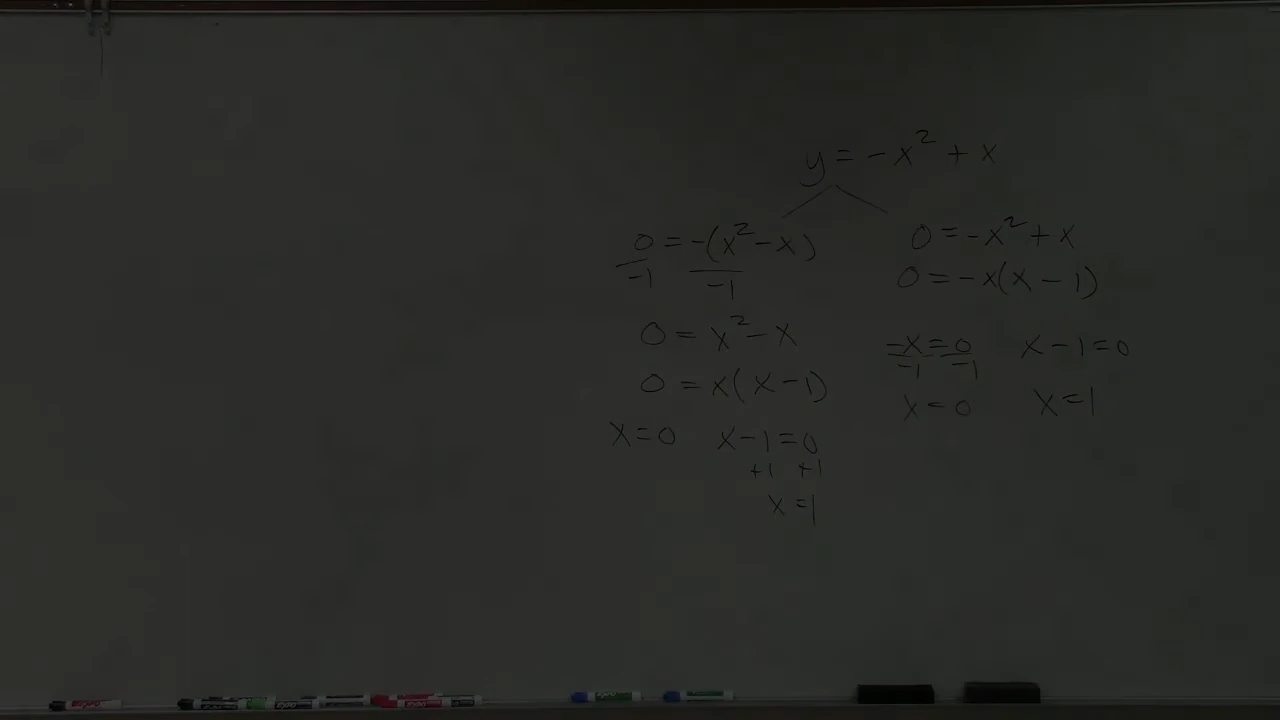 y = -x² + x
0 = -(x² - x)
-1 -1
0 = x² - x
0 = x(x - 1)
x = 0 x - 1 = 0
+1 +1
x = 1
0 = -x² + x
0 = -x(x - 1)
-x = 0 x - 1 = 0
-1 -1
x = 0 x = 1